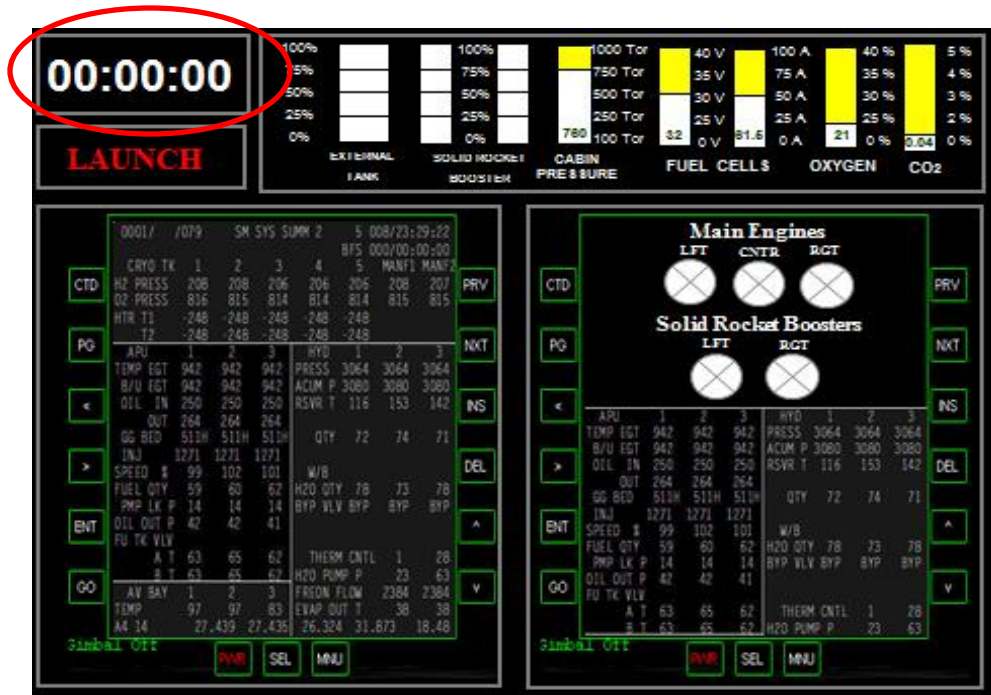 00:00:00
LAUNCH
100%
75%
50%
25%
0%
EXTERNAL
TANK
100%
75%
50%
25%
0%
SOLID ROCKET
BOOSTER
1000 Tor
750 Tor
500 Tor
250 Tor
100 Tor
760
CABIN
PRESSURE
40 V
35 V
30 V
25 V
0 V
32
100 A
75 A
50 A
25 A
0 A
61.5
FUEL CELLS
40 %
35 %
30 %
25 %
0 %
21
OXYGEN
5 %
4 %
3 %
2 %
0 %
0.04
CO2
CTD
PG
<
>
ENT
GO
0001/ /079 SM SYS SUMM 2 5 008/23:29:22
BFS 000/00:00:00
CRYO TK 1 2 3 4 5 MANF1 MANF2
H2 PRESS 208 208 206 206 206 208 207
O2 PRESS 816 815 814 814 814 815 815
HTR T1 -248 -248 -248 -248 -248
T2 -248 -248 -248 -248 -248
APU 1 2 3 HYD 1 2 3
TEMP EGT 942 942 942 PRESS 3064 3064 3064
B/U EGT 942 942 942 ACUM P 3080 3080 3080
OIL IN 250 250 250 RSVR T 116 153 142
OUT 264 264 264
GG BED 511H 511H 511H QTY 72 74 71
INJ 1271 1271 1271
SPEED % 99 102 101 W/B
FUEL QTY 59 60 62 H2O QTY 78 73 78
PMP LK P 14 14 14 BYP VLV BYP BYP BYP
OIL OUT P 42 42 41
FU TK VLV
A T 63 65 62 THERM CNTL 1 28
B T 63 65 62 H2O PUMP P 23 63
AV BAY 1 2 3 FREON FLOW 2384 2384
TEMP 97 97 83 EVAP OUT T 38 38
A4 14 27.439 27.435 26.324 31.873 18.48
Gimbal Off
PRV
NXT
INS
DEL
^
v
PWR SEL MNU
CTD
PG
<
>
ENT
GO
Main Engines
LFT CNTR RGT
Solid Rocket Boosters
LFT RGT
APU 1 2 3 HYD 1 2 3
TEMP EGT 942 942 942 PRESS 3064 3064 3064
B/U EGT 942 942 942 ACUM P 3080 3080 3080
OIL IN 250 250 250 RSVR T 116 153 142
OUT 264 264 264
GG BED 511H 511H 511H QTY 72 74 71
INJ 1271 1271 1271
SPEED % 99 102 101 W/B
FUEL QTY 59 60 62 H2O QTY 78 73 78
PMP LK P 14 14 14 BYP VLV BYP BYP BYP
OIL OUT P 42 42 41
FU TK VLV
A T 63 65 62 THERM CNTL 1 28
B T 63 65 62 H2O PUMP P 23 63
Gimbal Off
PRV
NXT
INS
DEL
^
v
PWR SEL MNU